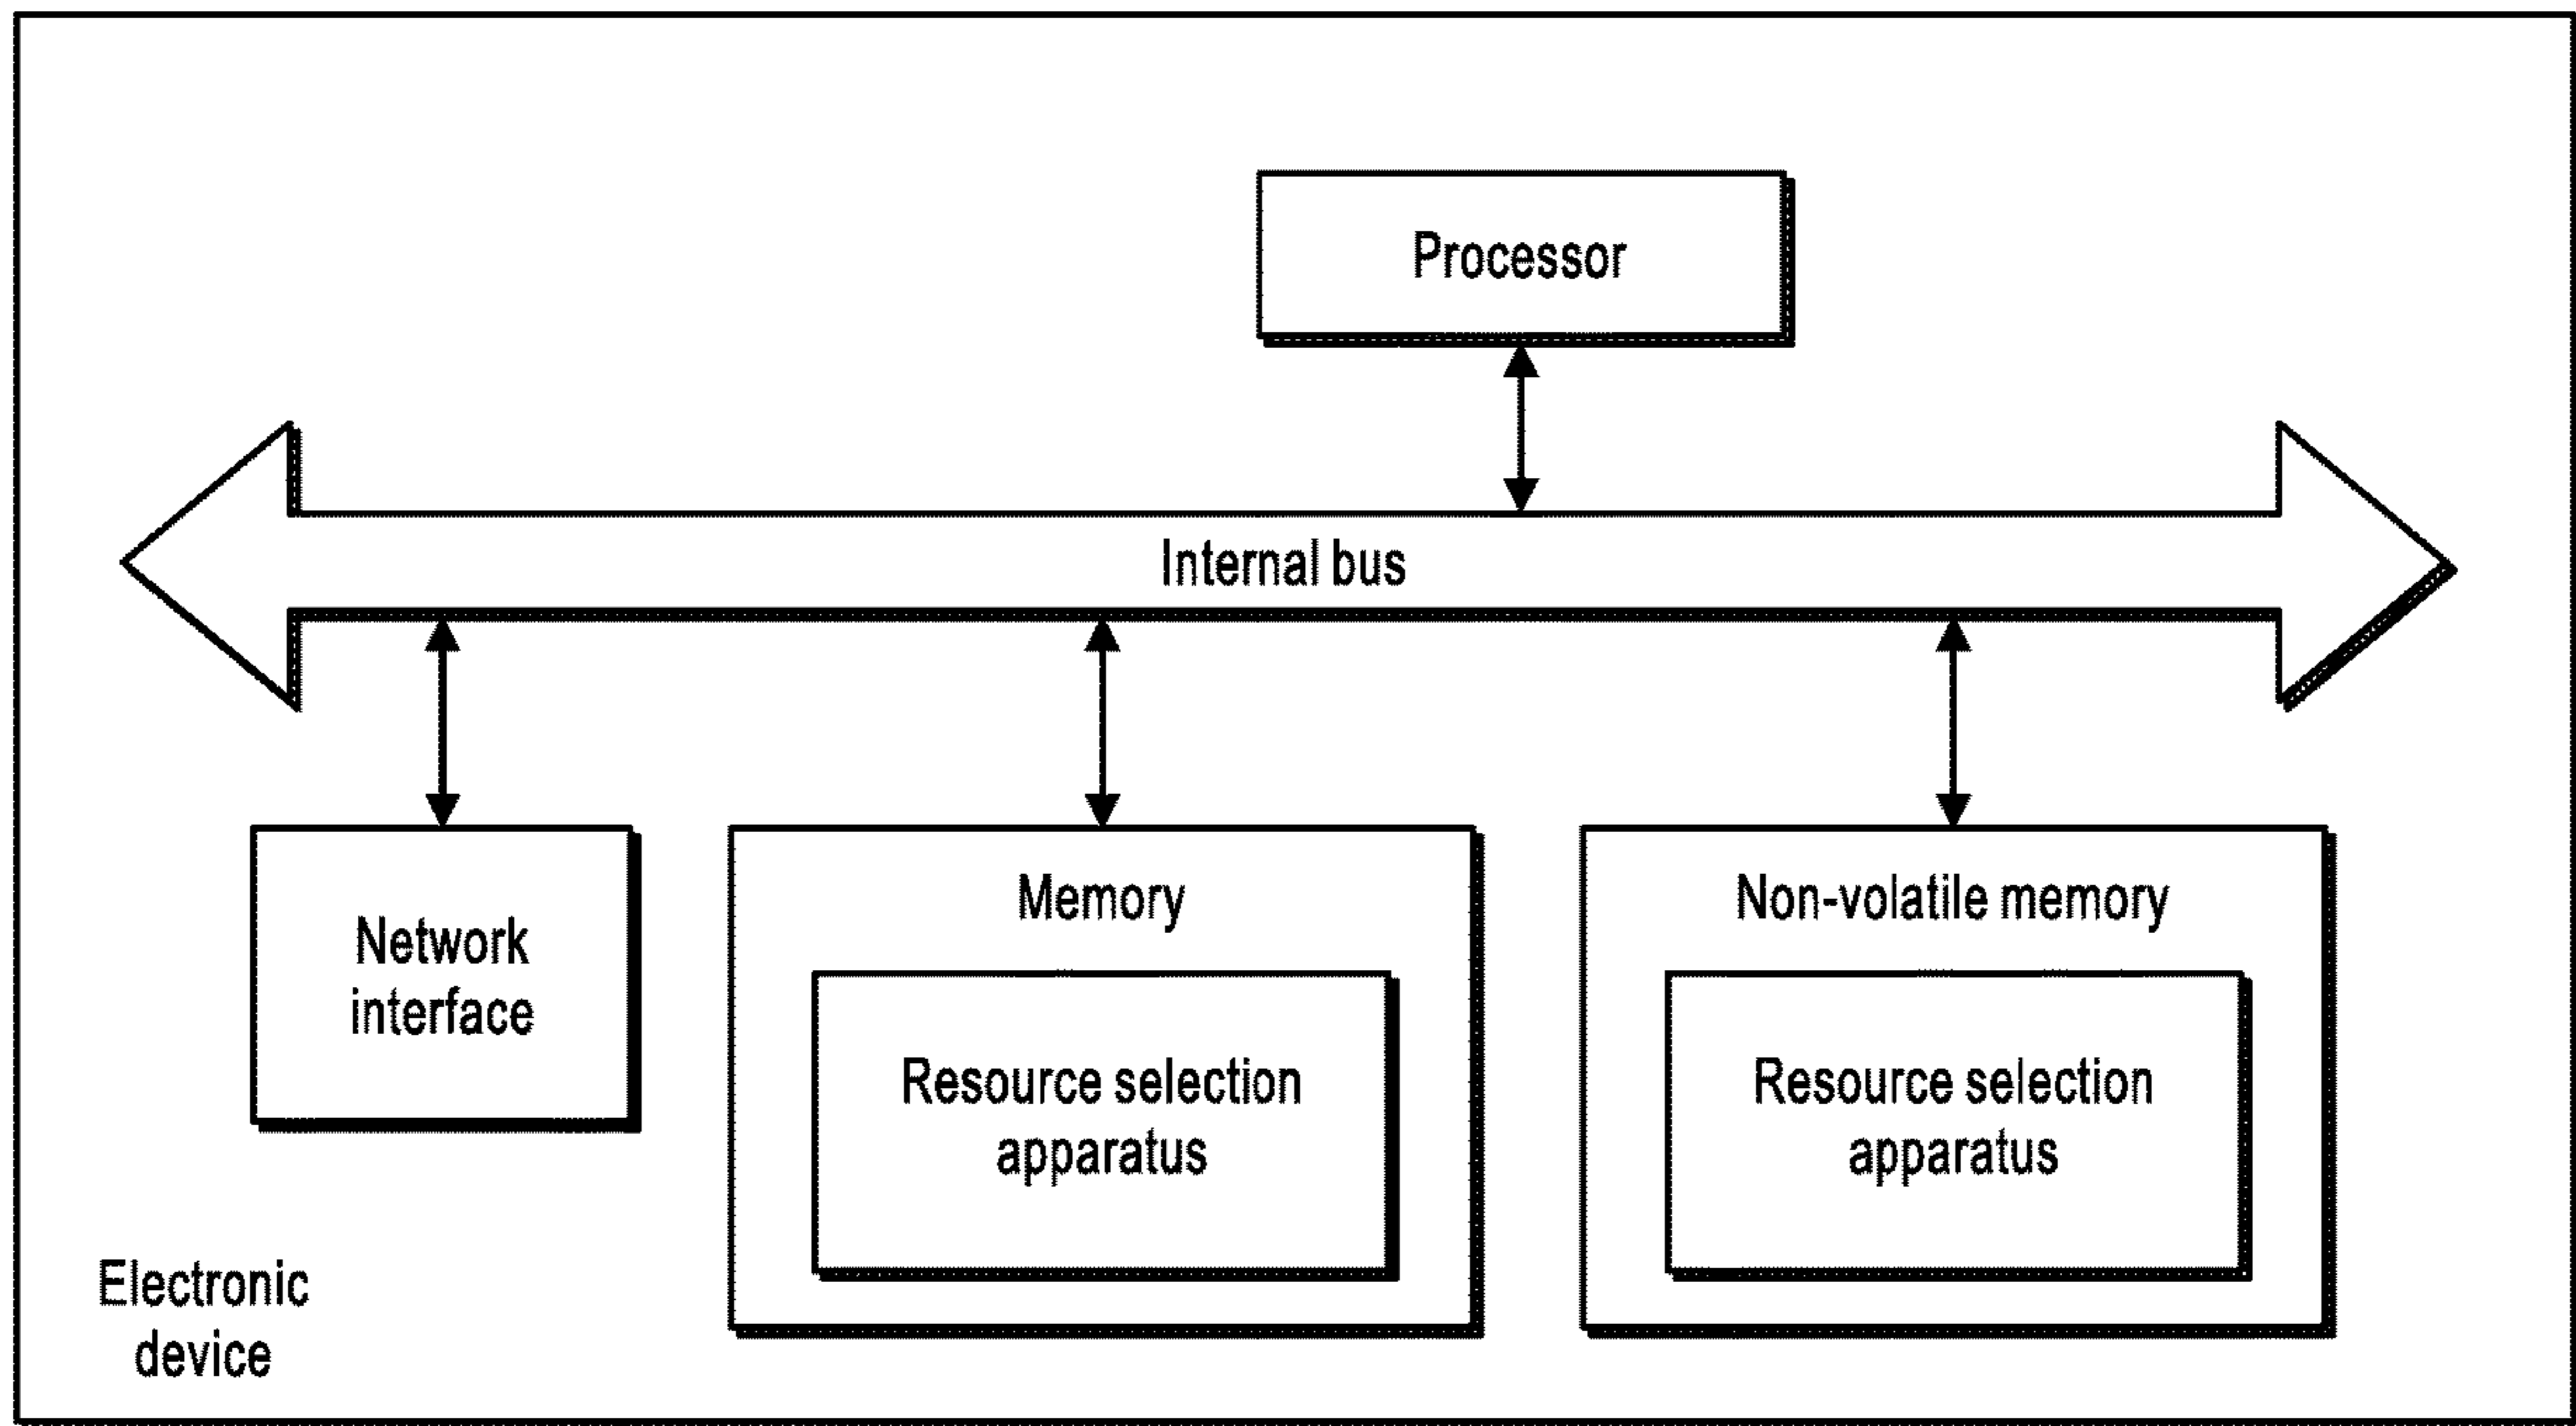 Processor
Internal bus
Network
interface
Memory
Resource selection
apparatus
Non-volatile memory
Resource selection
apparatus
Electronic
device